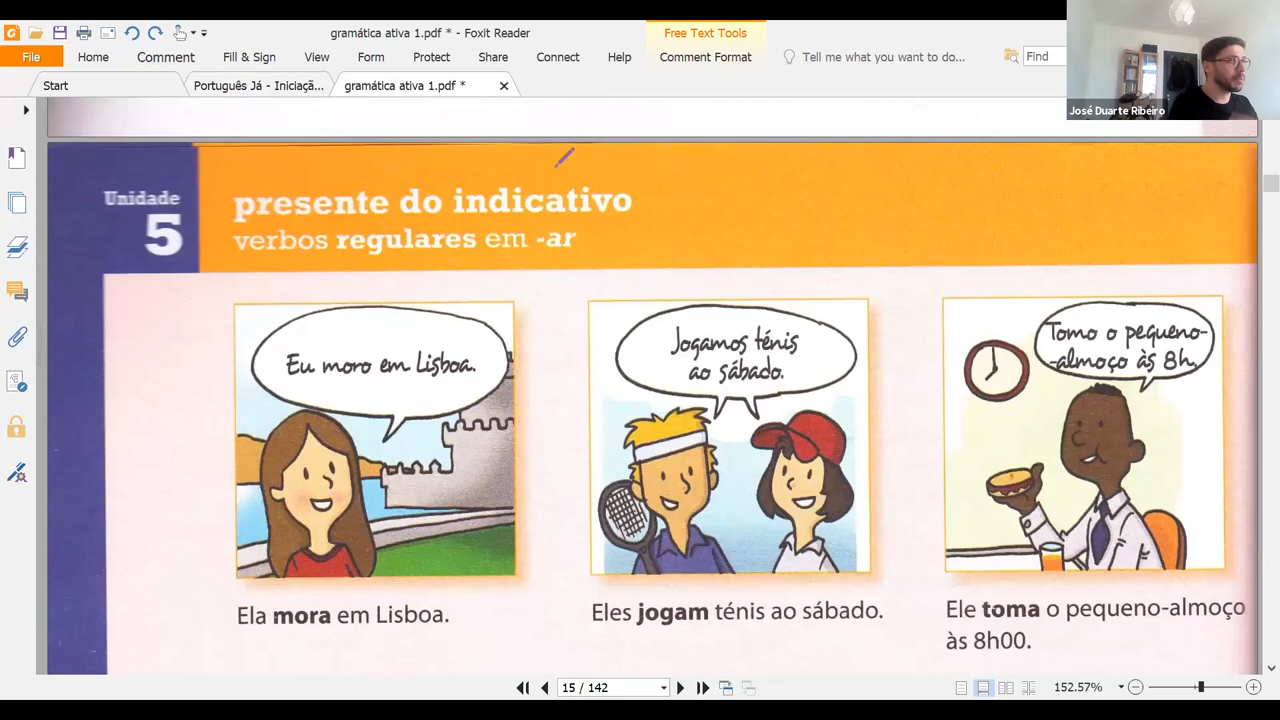 gramática ativa 1.pdf * - Foxit Reader
Free Text Tools
File
Home
Comment
Fill & Sign
View
Form
Protect
Share
Connect
Help
Comment Format
Tell me what you want to do...
Find
Start
Português Já - Iniciaçã...
gramática ativa 1.pdf *
José Duarte Ribeiro
Unidade
5
presente do indicativo
verbos regulares em -ar
Eu moro em Lisboa.
Jogamos ténis
ao sábado.
Tomo o pequeno-
-almoço às 8h.
Ela mora em Lisboa.
Eles jogam ténis ao sábado.
Ele toma o pequeno-almoço
às 8h00.
15 / 142
152.57%